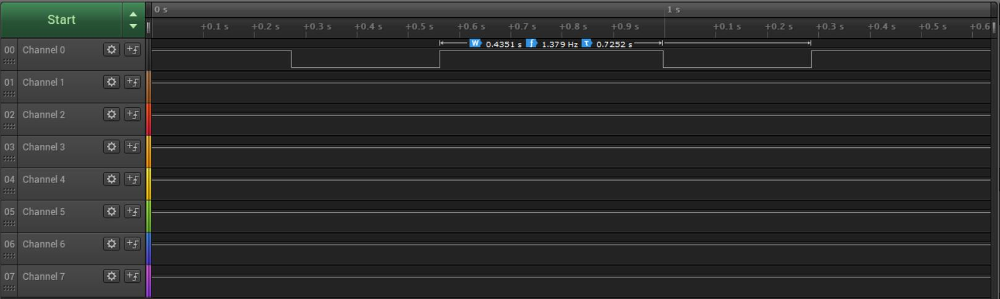 Start
0 s 1 s
+0.1 s +0.2 s +0.3 s +0.4 s +0.5 s +0.6 s +0.7 s +0.8 s +0.9 s +0.1 s +0.2 s +0.3 s +0.4 s +0.5 s +0.6
W 0.4351 s f 1.379 Hz T 0.7252 s
00 Channel 0
01 Channel 1
02 Channel 2
03 Channel 3
04 Channel 4
05 Channel 5
06 Channel 6
07 Channel 7